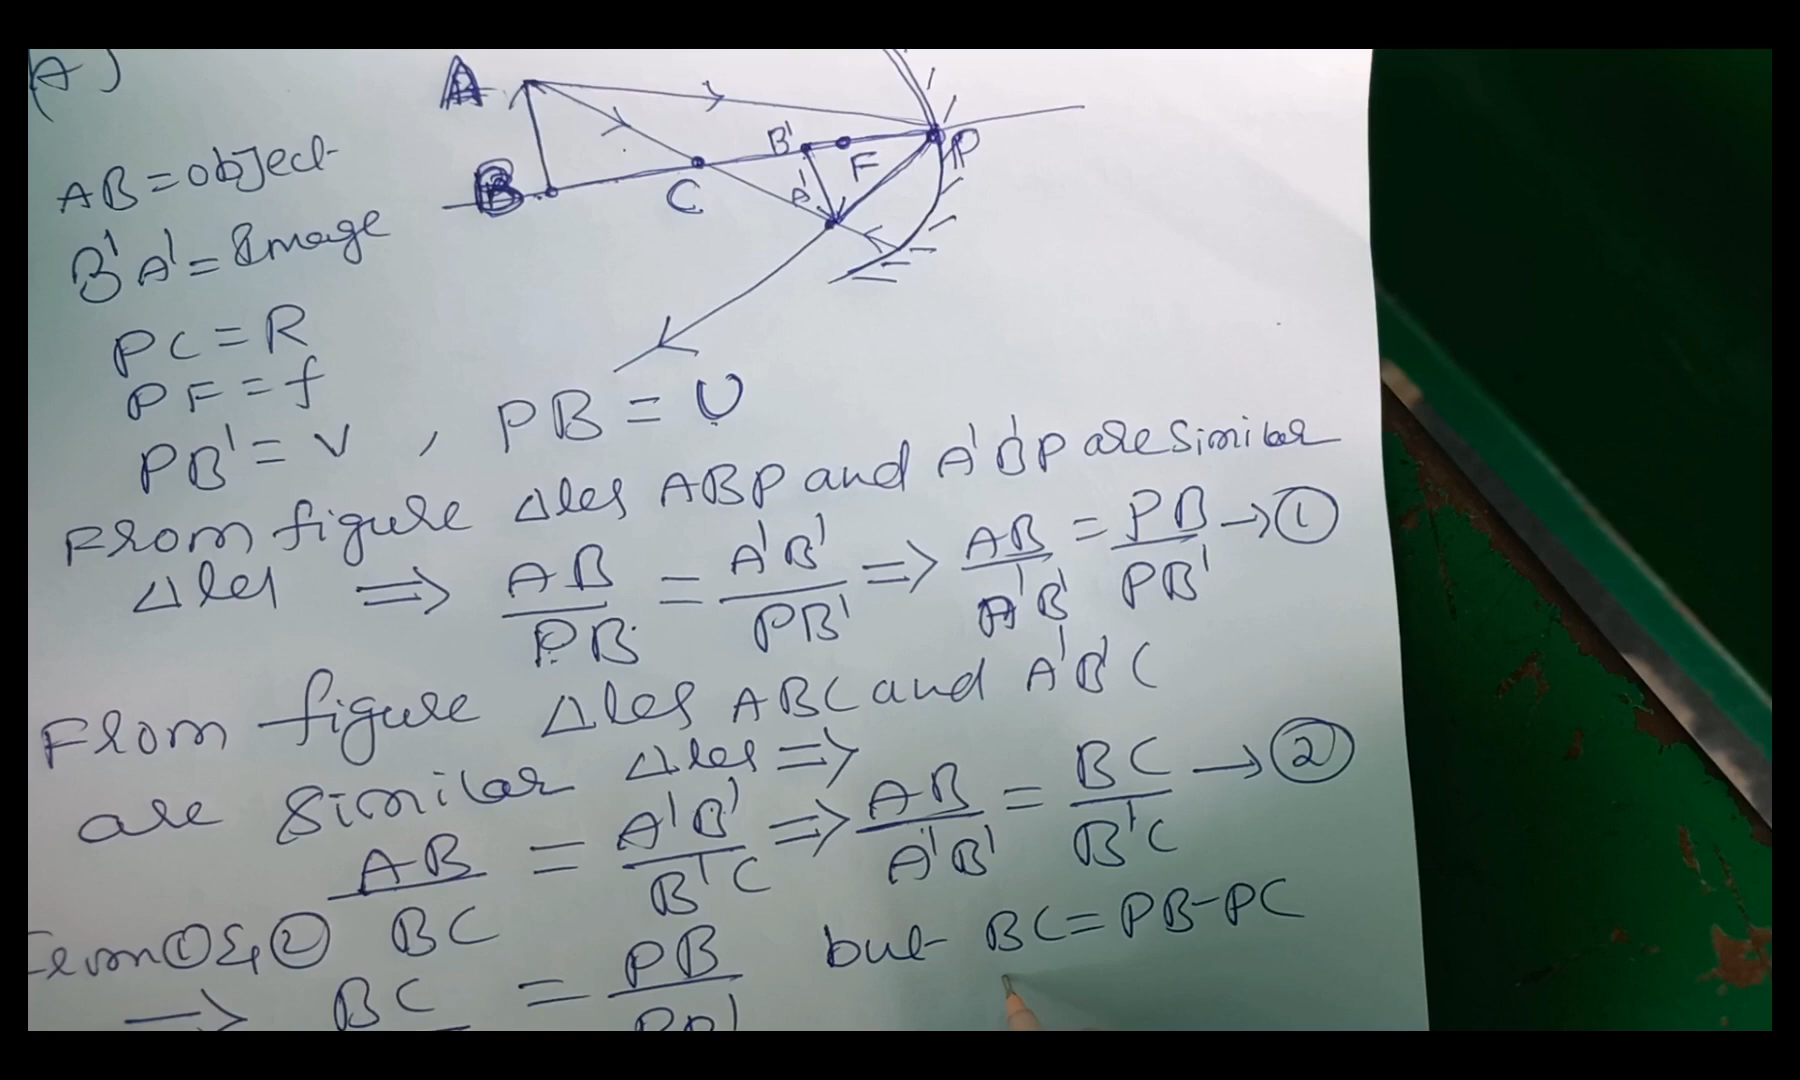 A)
A
B' F P
B C A'
AB = object
B'A' = Image
PC = R
PF = f
PB' = v , PB = U
From figure Δles ABP and A'B'P are similar
Δles ⇒ AB/PB = A'B'/PB' ⇒ AB/A'B' = PB/PB' → ①
From figure Δles ABC and A'B'C
are similar Δles ⇒
AB/BC = A'B'/B'C ⇒ AB/A'B' = BC/B'C → ②
From ① & ②
but BC = PB-PC
→ BC = PB/PB'